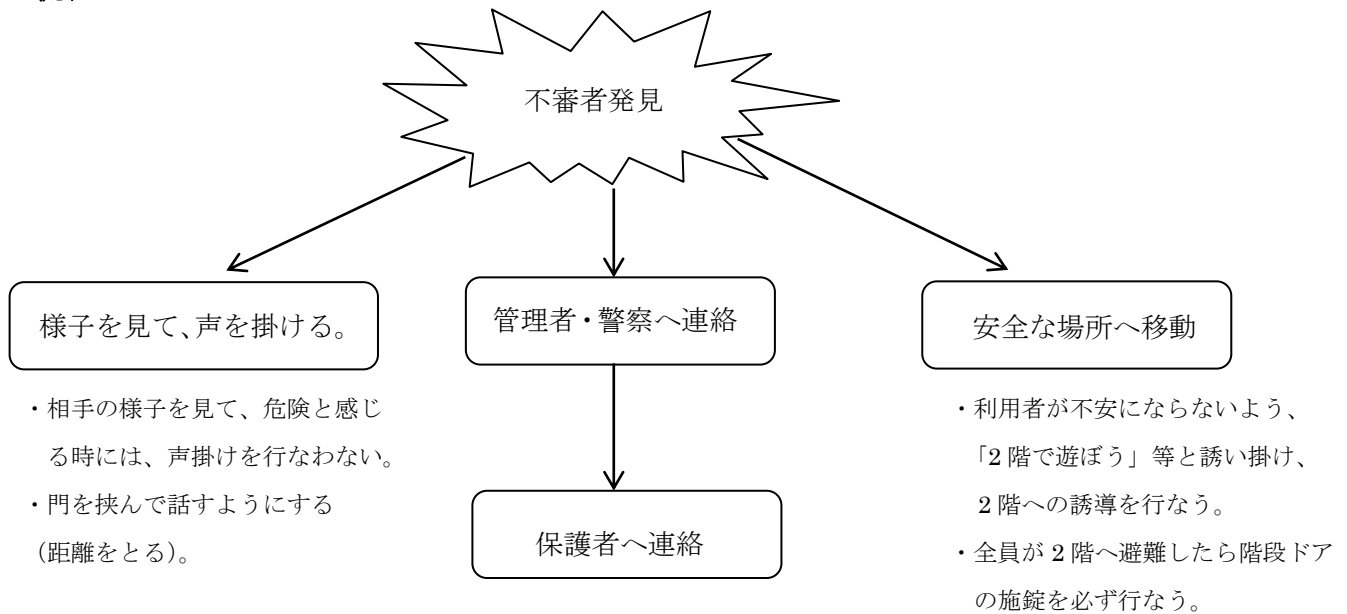 不審者発見
様子を見て、声を掛ける。
・相手の様子を見て、危険と感じ
る時には、声掛けを行なわない。
・門を挟んで話すようにする
（距離をとる）。
管理者・警察へ連絡
保護者へ連絡
安全な場所へ移動
・利用者が不安にならないよう、
「2階で遊ぼう」等と誘い掛け、
2階への誘導を行なう。
・全員が2階へ避難したら階段ドア
の施錠を必ず行なう。